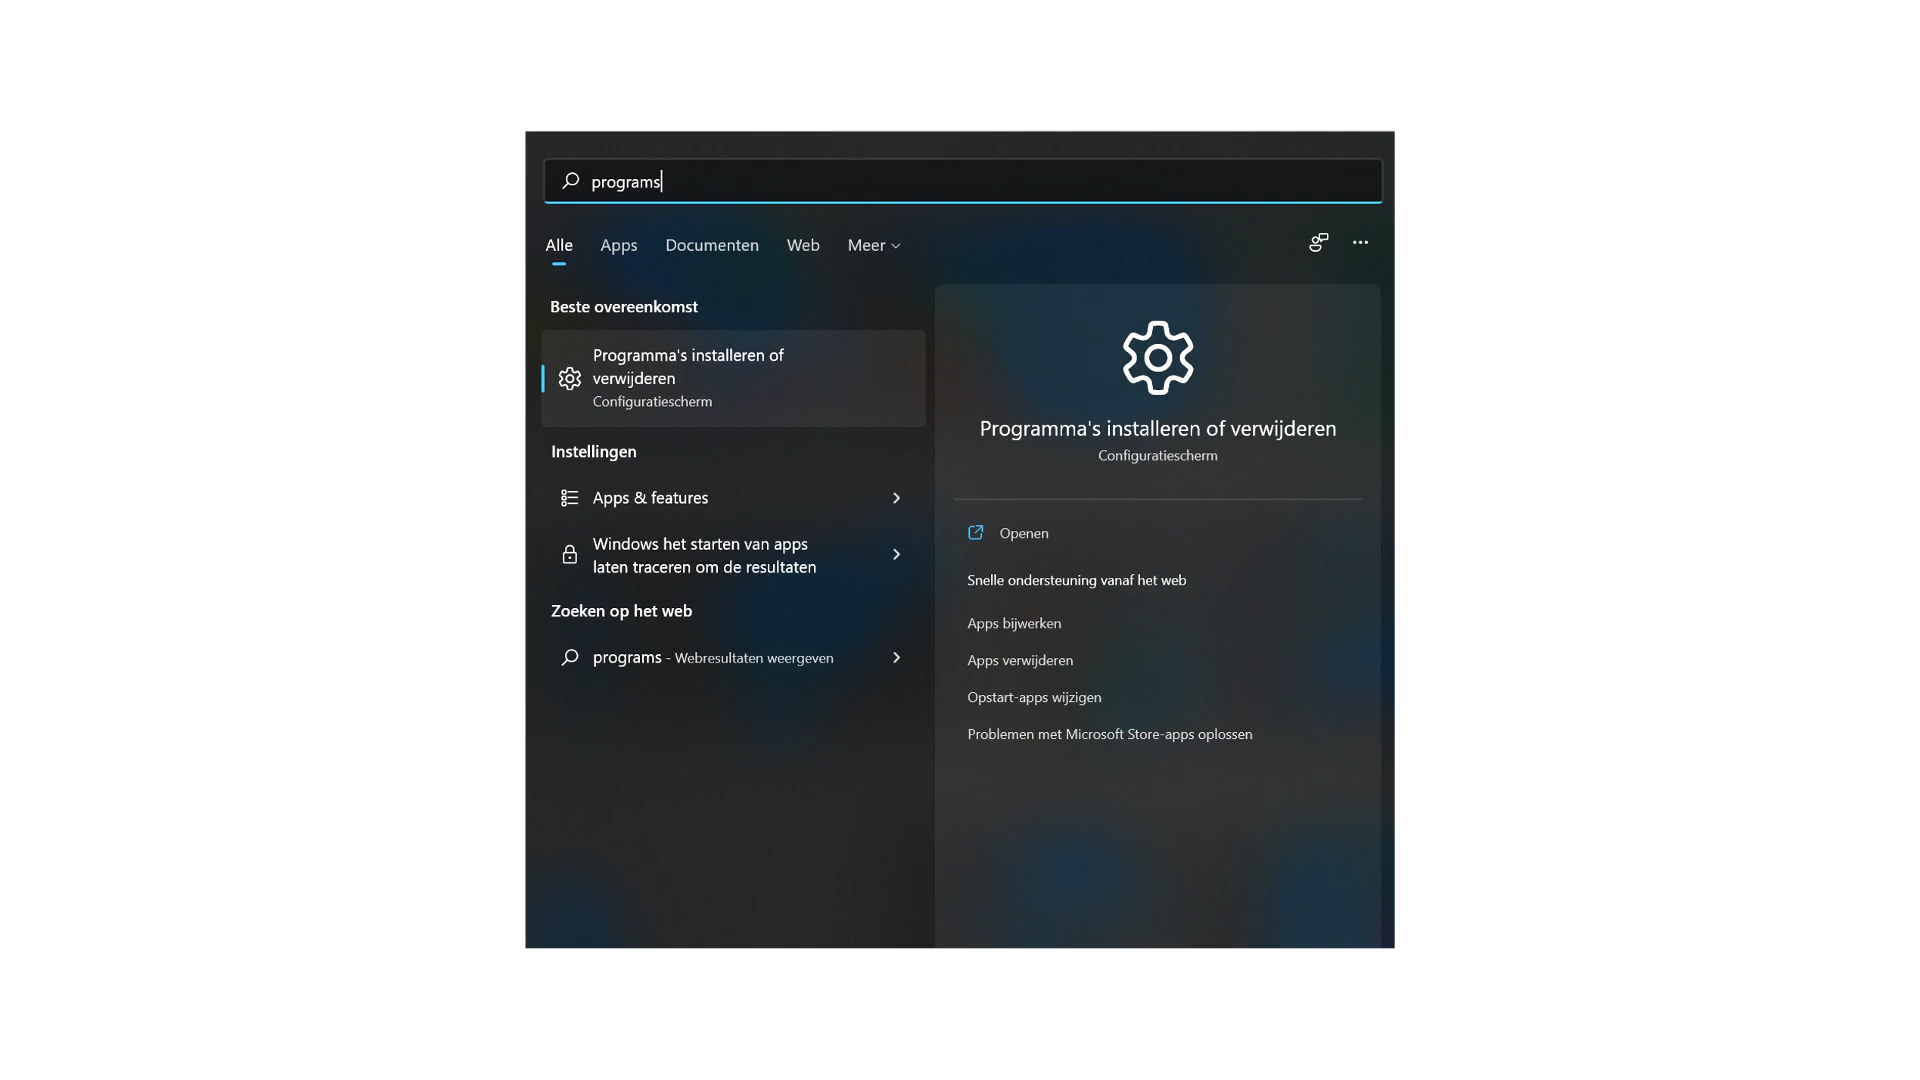 programs
Alle Apps Documenten Web Meer
Beste overeenkomst
Programma's installeren of
verwijderen
Configuratiescherm
Instellingen
Apps & features
Windows het starten van apps
laten traceren om de resultaten
Zoeken op het web
programs - Webresultaten weergeven
Programma's installeren of verwijderen
Configuratiescherm
Openen
Snelle ondersteuning vanaf het web
Apps bijwerken
Apps verwijderen
Opstart-apps wijzigen
Problemen met Microsoft Store-apps oplossen